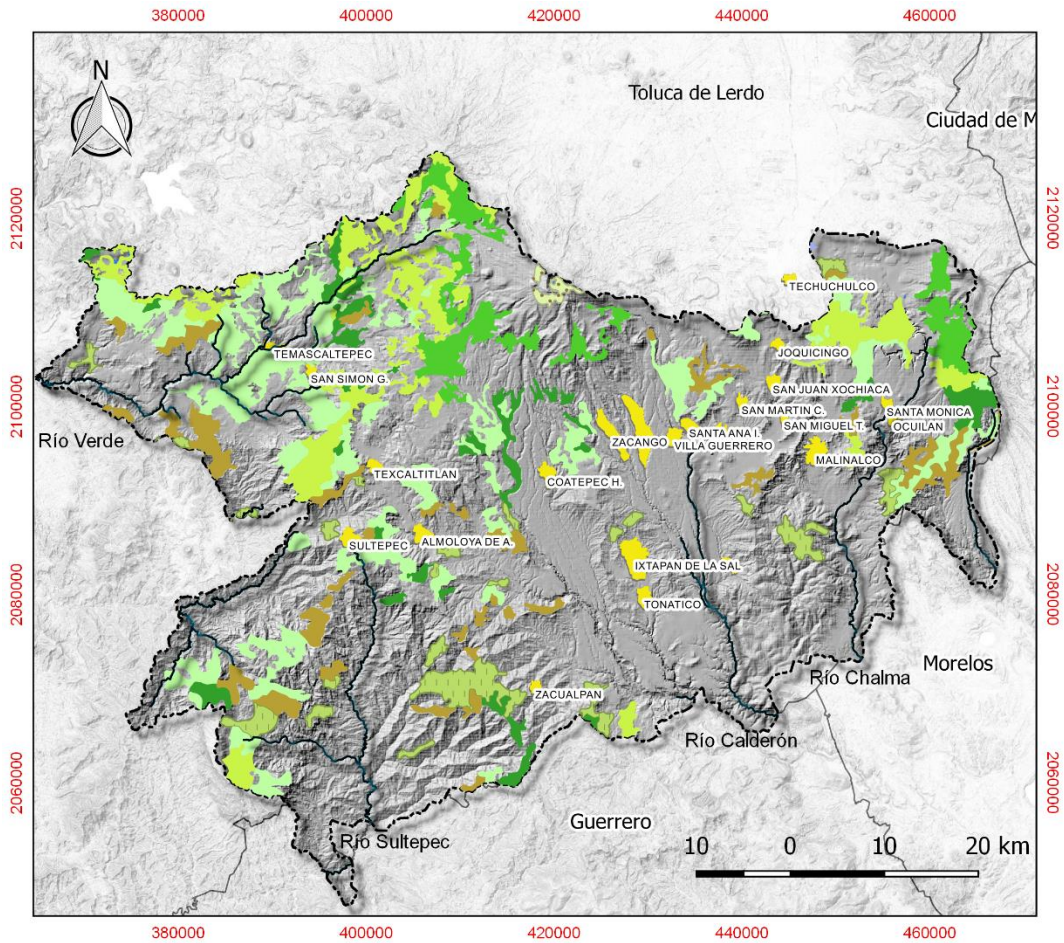 380000 400000 420000 440000 460000
N
Toluca de Lerdo
Ciudad de M
2120000
2120000
TECHUCHULCO
TEMASCALTEPEC
JOQUICINGO
SAN SIMON G.
SAN JUAN XOCHIACA
2100000
2100000
SAN MARTIN C.
SANTA MONICA
OCUILAN
SAN MIGUEL T.
Río Verde
ZACANGO
SANTA ANA I.
VILLA GUERRERO
MALINALCO
TEXCALTITLAN
COATEPEC H.
SULTEPEC
ALMOLOYA DE A.
IXTAPAN DE LA SAL
2080000
2080000
TONATICO
Morelos
Río Chalma
ZACUALPAN
Río Calderón
2060000
2060000
Guerrero
Río Sultepec
10 0 10 20 km
380000 400000 420000 440000 460000